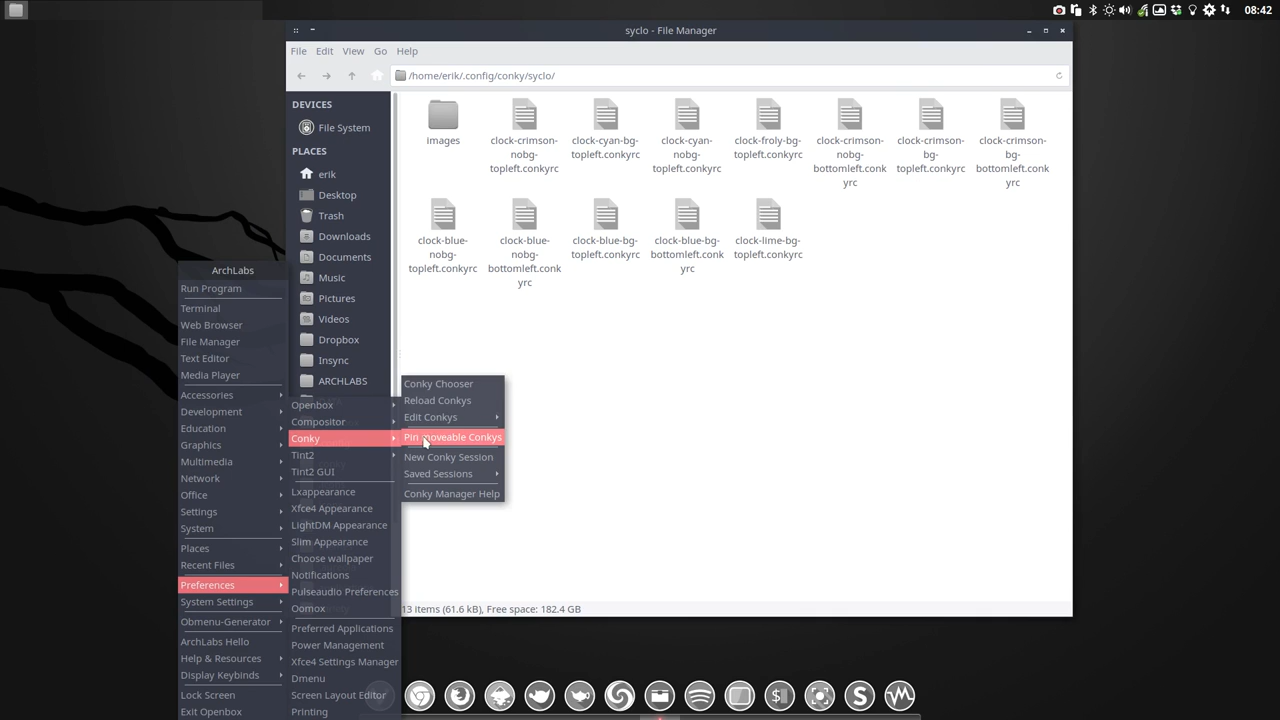 08:42
syclo - File Manager
File Edit View Go Help
/home/erik/.config/conky/syclo/
DEVICES
File System
PLACES
erik
Desktop
Trash
Downloads
Documents
Music
Pictures
Videos
Dropbox
Insync
ARCHLABS
images
clock-crimson-
nobg-
topleft.conkyrc
clock-cyan-bg-
topleft.conkyrc
clock-cyan-
nobg-
topleft.conkyrc
clock-froly-bg-
topleft.conkyrc
clock-crimson-
nobg-
bottomleft.conk
yrc
clock-crimson-
bg-
topleft.conkyrc
clock-crimson-
bg-
bottomleft.conk
yrc
clock-blue-
nobg-
topleft.conkyrc
clock-blue-
nobg-
bottomleft.conk
yrc
clock-blue-bg-
topleft.conkyrc
clock-blue-bg-
bottomleft.conk
yrc
clock-lime-bg-
topleft.conkyrc
13 items (61.6 kB), Free space: 182.4 GB
ArchLabs
Run Program
Terminal
Web Browser
File Manager
Text Editor
Media Player
Accessories
Development
Education
Graphics
Multimedia
Network
Office
Settings
System
Places
Recent Files
Preferences
System Settings
Obmenu-Generator
ArchLabs Hello
Help & Resources
Display Keybinds
Lock Screen
Exit Openbox
Openbox
Compositor
Conky
Tint2
Tint2 GUI
Lxappearance
Xfce4 Appearance
LightDM Appearance
Slim Appearance
Choose wallpaper
Notifications
Pulseaudio Preferences
Oomox
Preferred Applications
Power Management
Xfce4 Settings Manager
Dmenu
Screen Layout Editor
Printing
Conky Chooser
Reload Conkys
Edit Conkys
Pin moveable Conkys
New Conky Session
Saved Sessions
Conky Manager Help